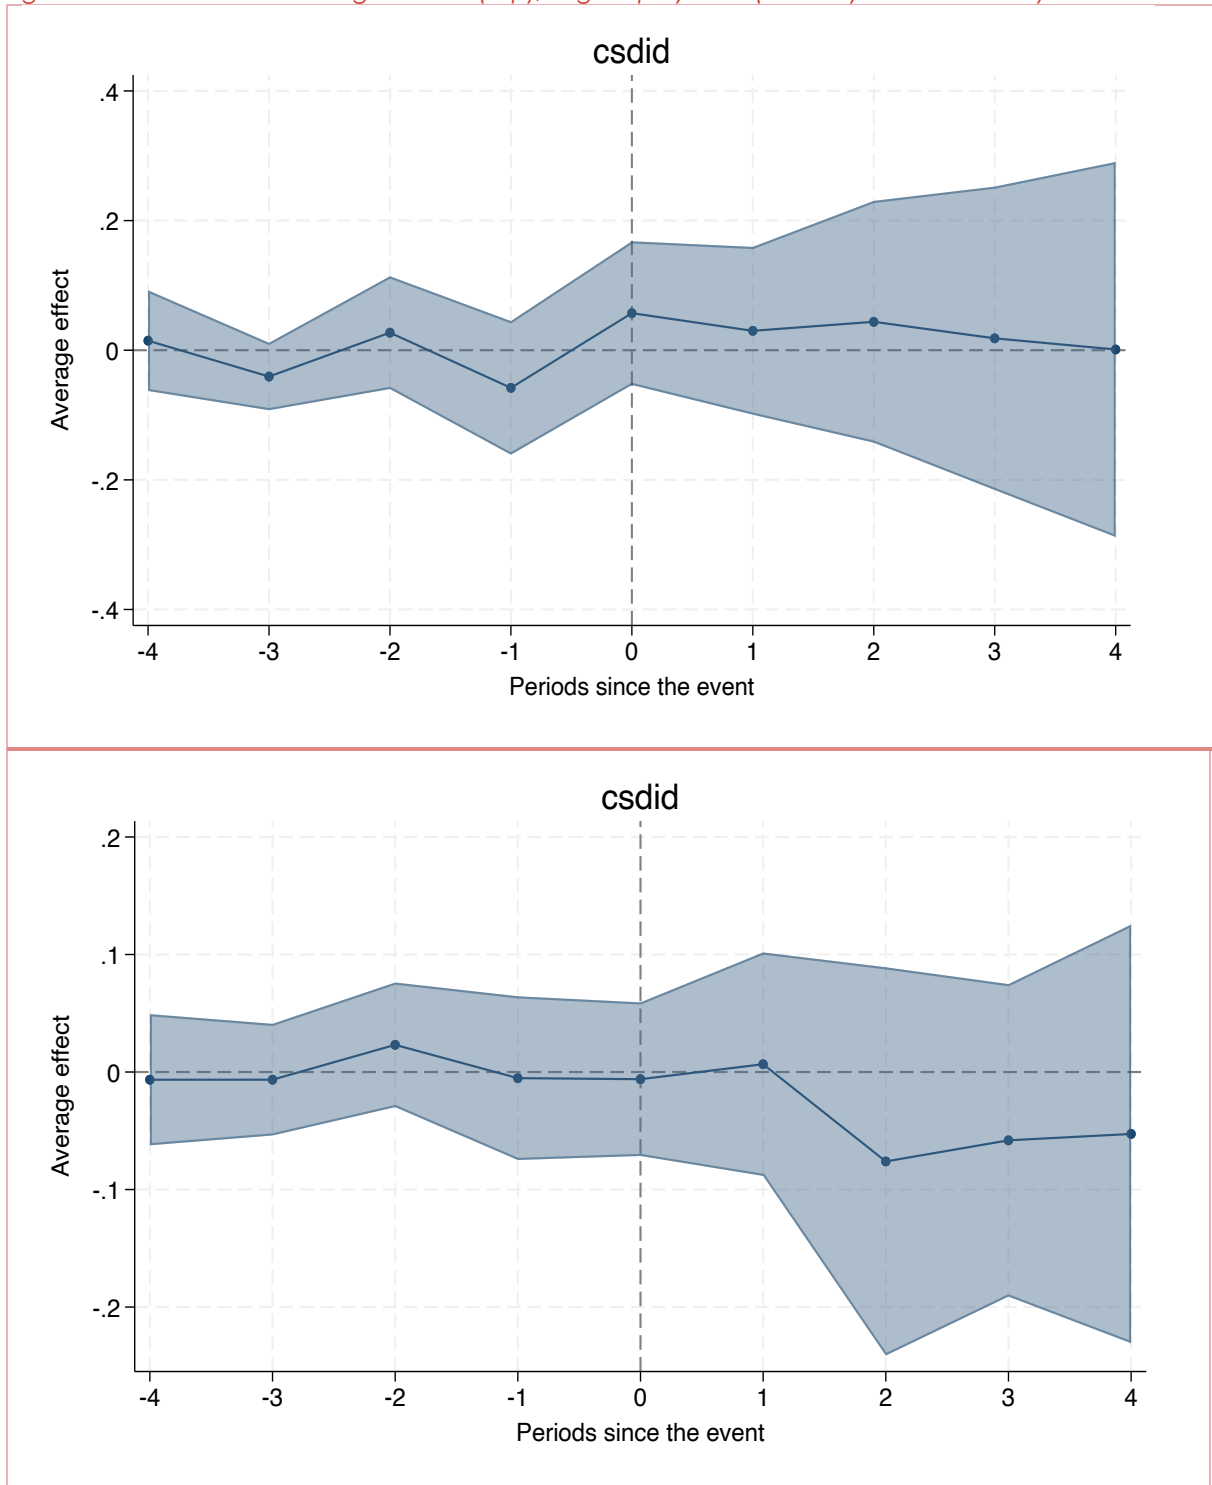 csdid
.4
.2
0
-.2
-.4
Average effect
-4 -3 -2 -1 0 1 2 3 4
Periods since the event
csdid
.2
.1
0
-.1
-.2
Average effect
-4 -3 -2 -1 0 1 2 3 4
Periods since the event